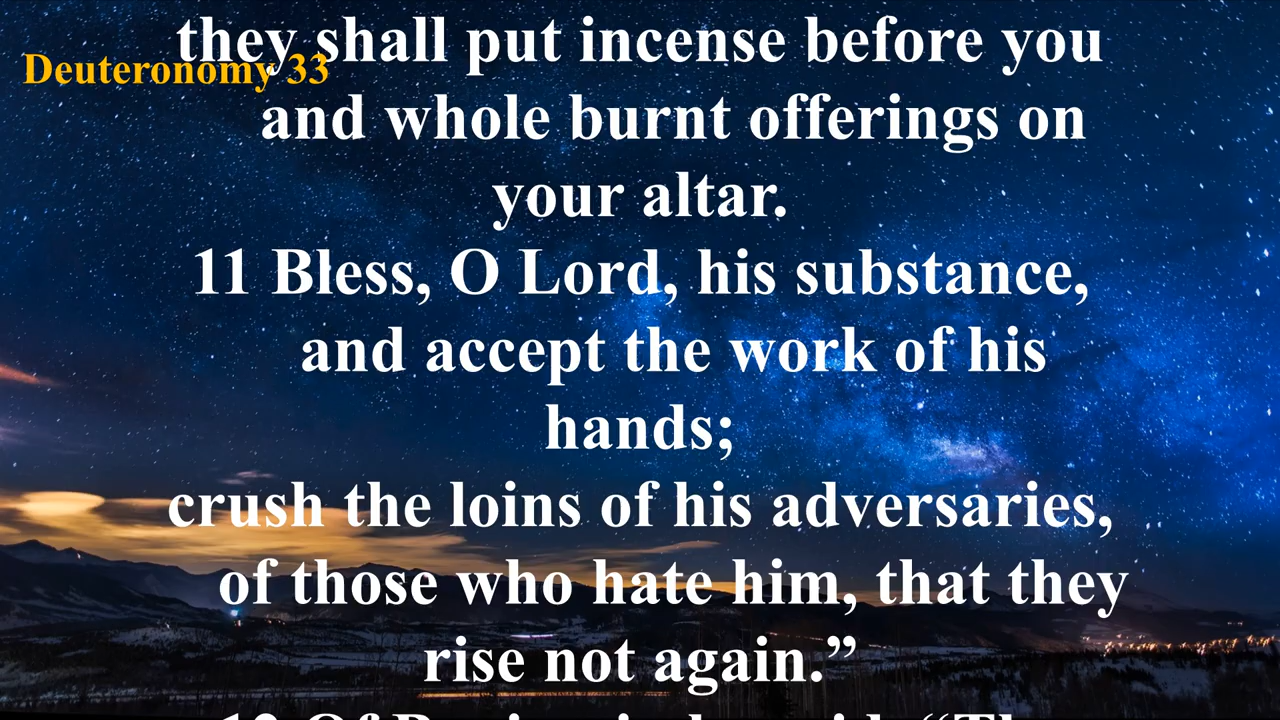 they shall put incense before you
Deuteronomy 33
and whole burnt offerings on
your altar.
11 Bless, O Lord, his substance,
and accept the work of his
hands;
crush the loins of his adversaries,
of those who hate him, that they
rise not again.”